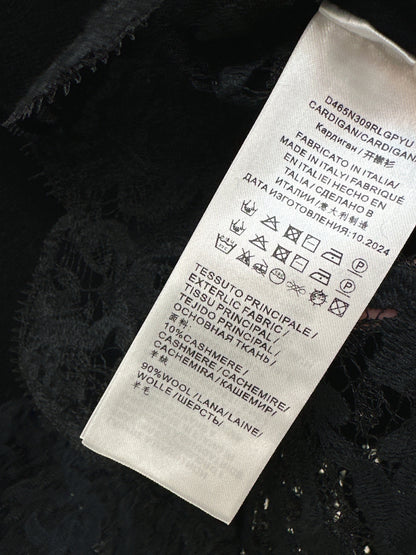 D465N309RLGPYU
CARDIGAN/CARDIGAN
Кардиган / 开襟衫
FABRICATO IN ITALIA/
MADE IN ITALY/ FABRIQUÉ
EN ITALIE/ HECHO EN
ITALIA / СДЕЛАНО В
ИТАЛИИ /意大利制造
ДАТА ИЗГОТОВЛЕНИЯ:10.2024
P
P
TESSUTO PRINCIPALE /
EXTERLIC FABRIC /
TISSU PRINCIPAL /
TEJIDO PRINCIPAL /
ОСНОВНАЯ ТКАНЬ /
面料:
10%CASHMERE/
CASHMERE /CACHEMIRE/
CACHEMIRA/КАШЕМИР/
羊绒
90%WOOL/LANA/LAINE/
WOLLE /ШЕРСТЬ/
羊毛